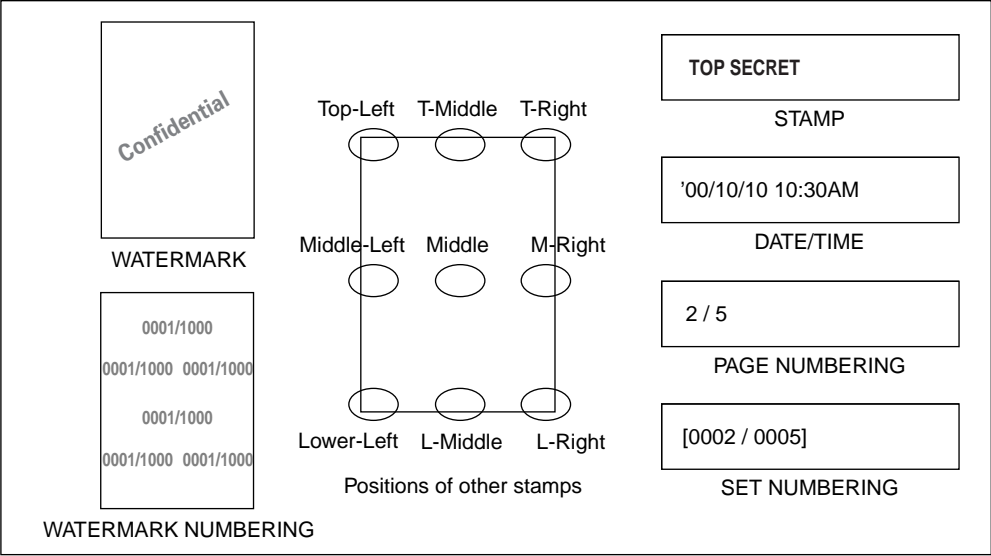 Confidential
WATERMARK
0001/1000
0001/1000 0001/1000
0001/1000
0001/1000 0001/1000
WATERMARK NUMBERING
Top-Left T-Middle T-Right
Middle-Left Middle M-Right
Lower-Left L-Middle L-Right
Positions of other stamps
TOP SECRET
STAMP
’00/10/10 10:30AM
DATE/TIME
2 / 5
PAGE NUMBERING
[0002 / 0005]
SET NUMBERING